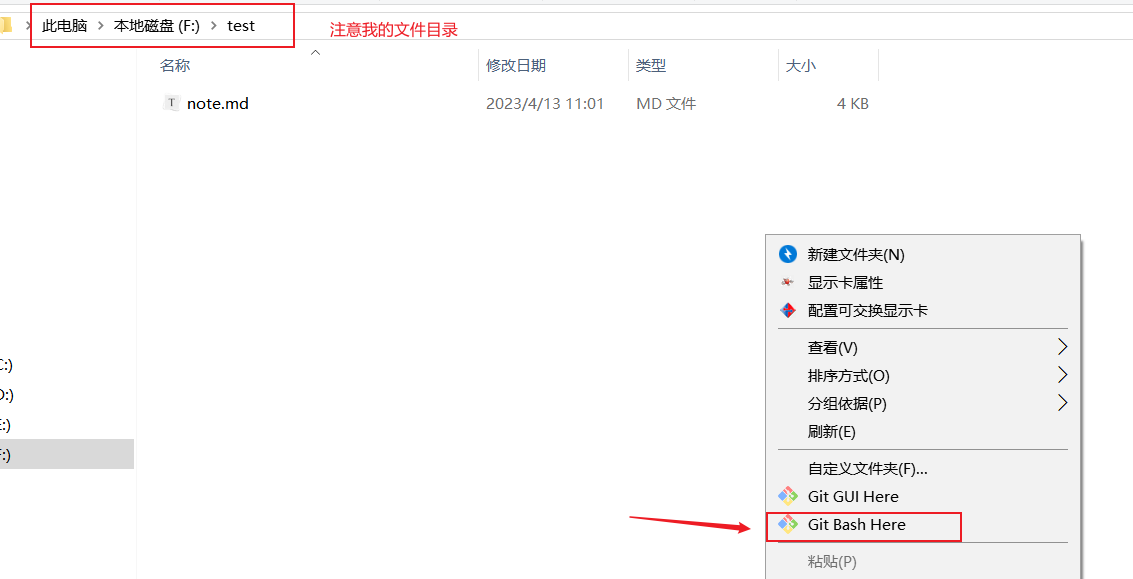 此电脑 > 本地磁盘 (F:) > test
注意我的文件目录
名称 修改日期 类型 大小
note.md 2023/4/13 11:01 MD 文件 4 KB
新建文件夹(N)
显示卡属性
配置可交换显示卡
查看(V)
排序方式(O)
分组依据(P)
刷新(E)
自定义文件夹(F)...
Git GUI Here
Git Bash Here
粘贴(P)
C:)
D:)
E:)
F:)